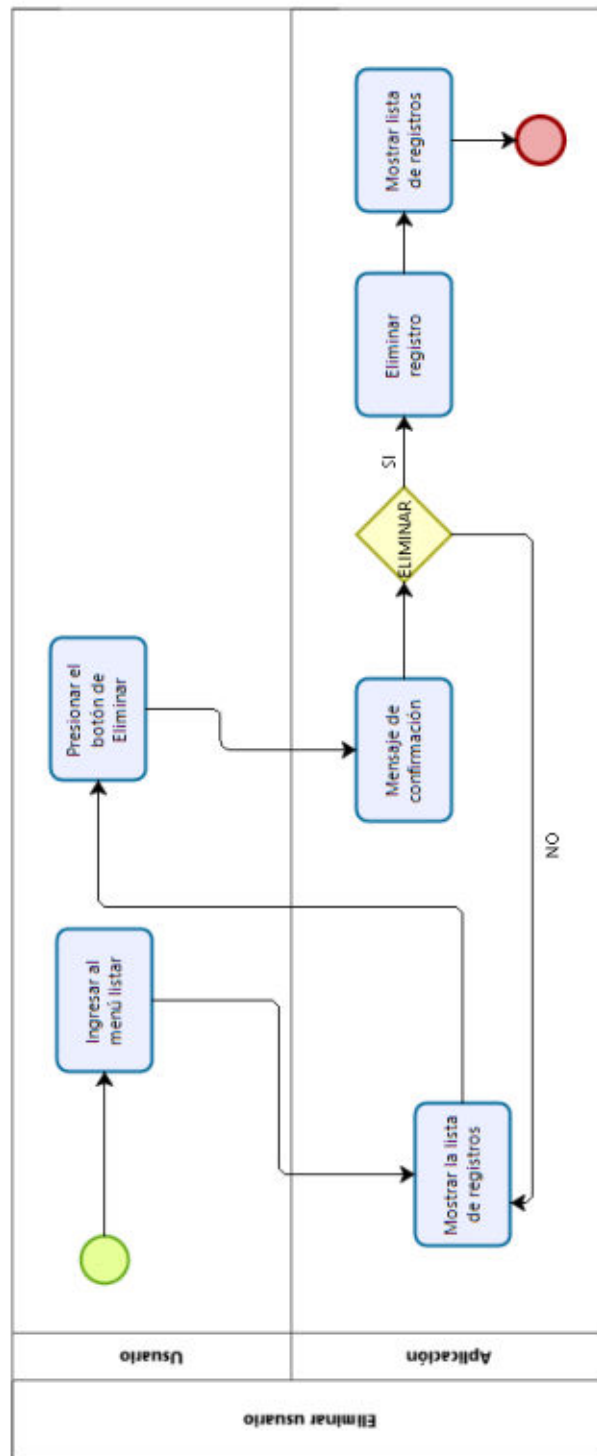 Eliminar usuario
Usuario
Aplicación
Ingresar al
menú listar
Mostrar la lista
de registros
Presionar el
botón de
Eliminar
Mensaje de
confirmación
ELIMINAR
SI
NO
Eliminar
registro
Mostrar lista
de registros